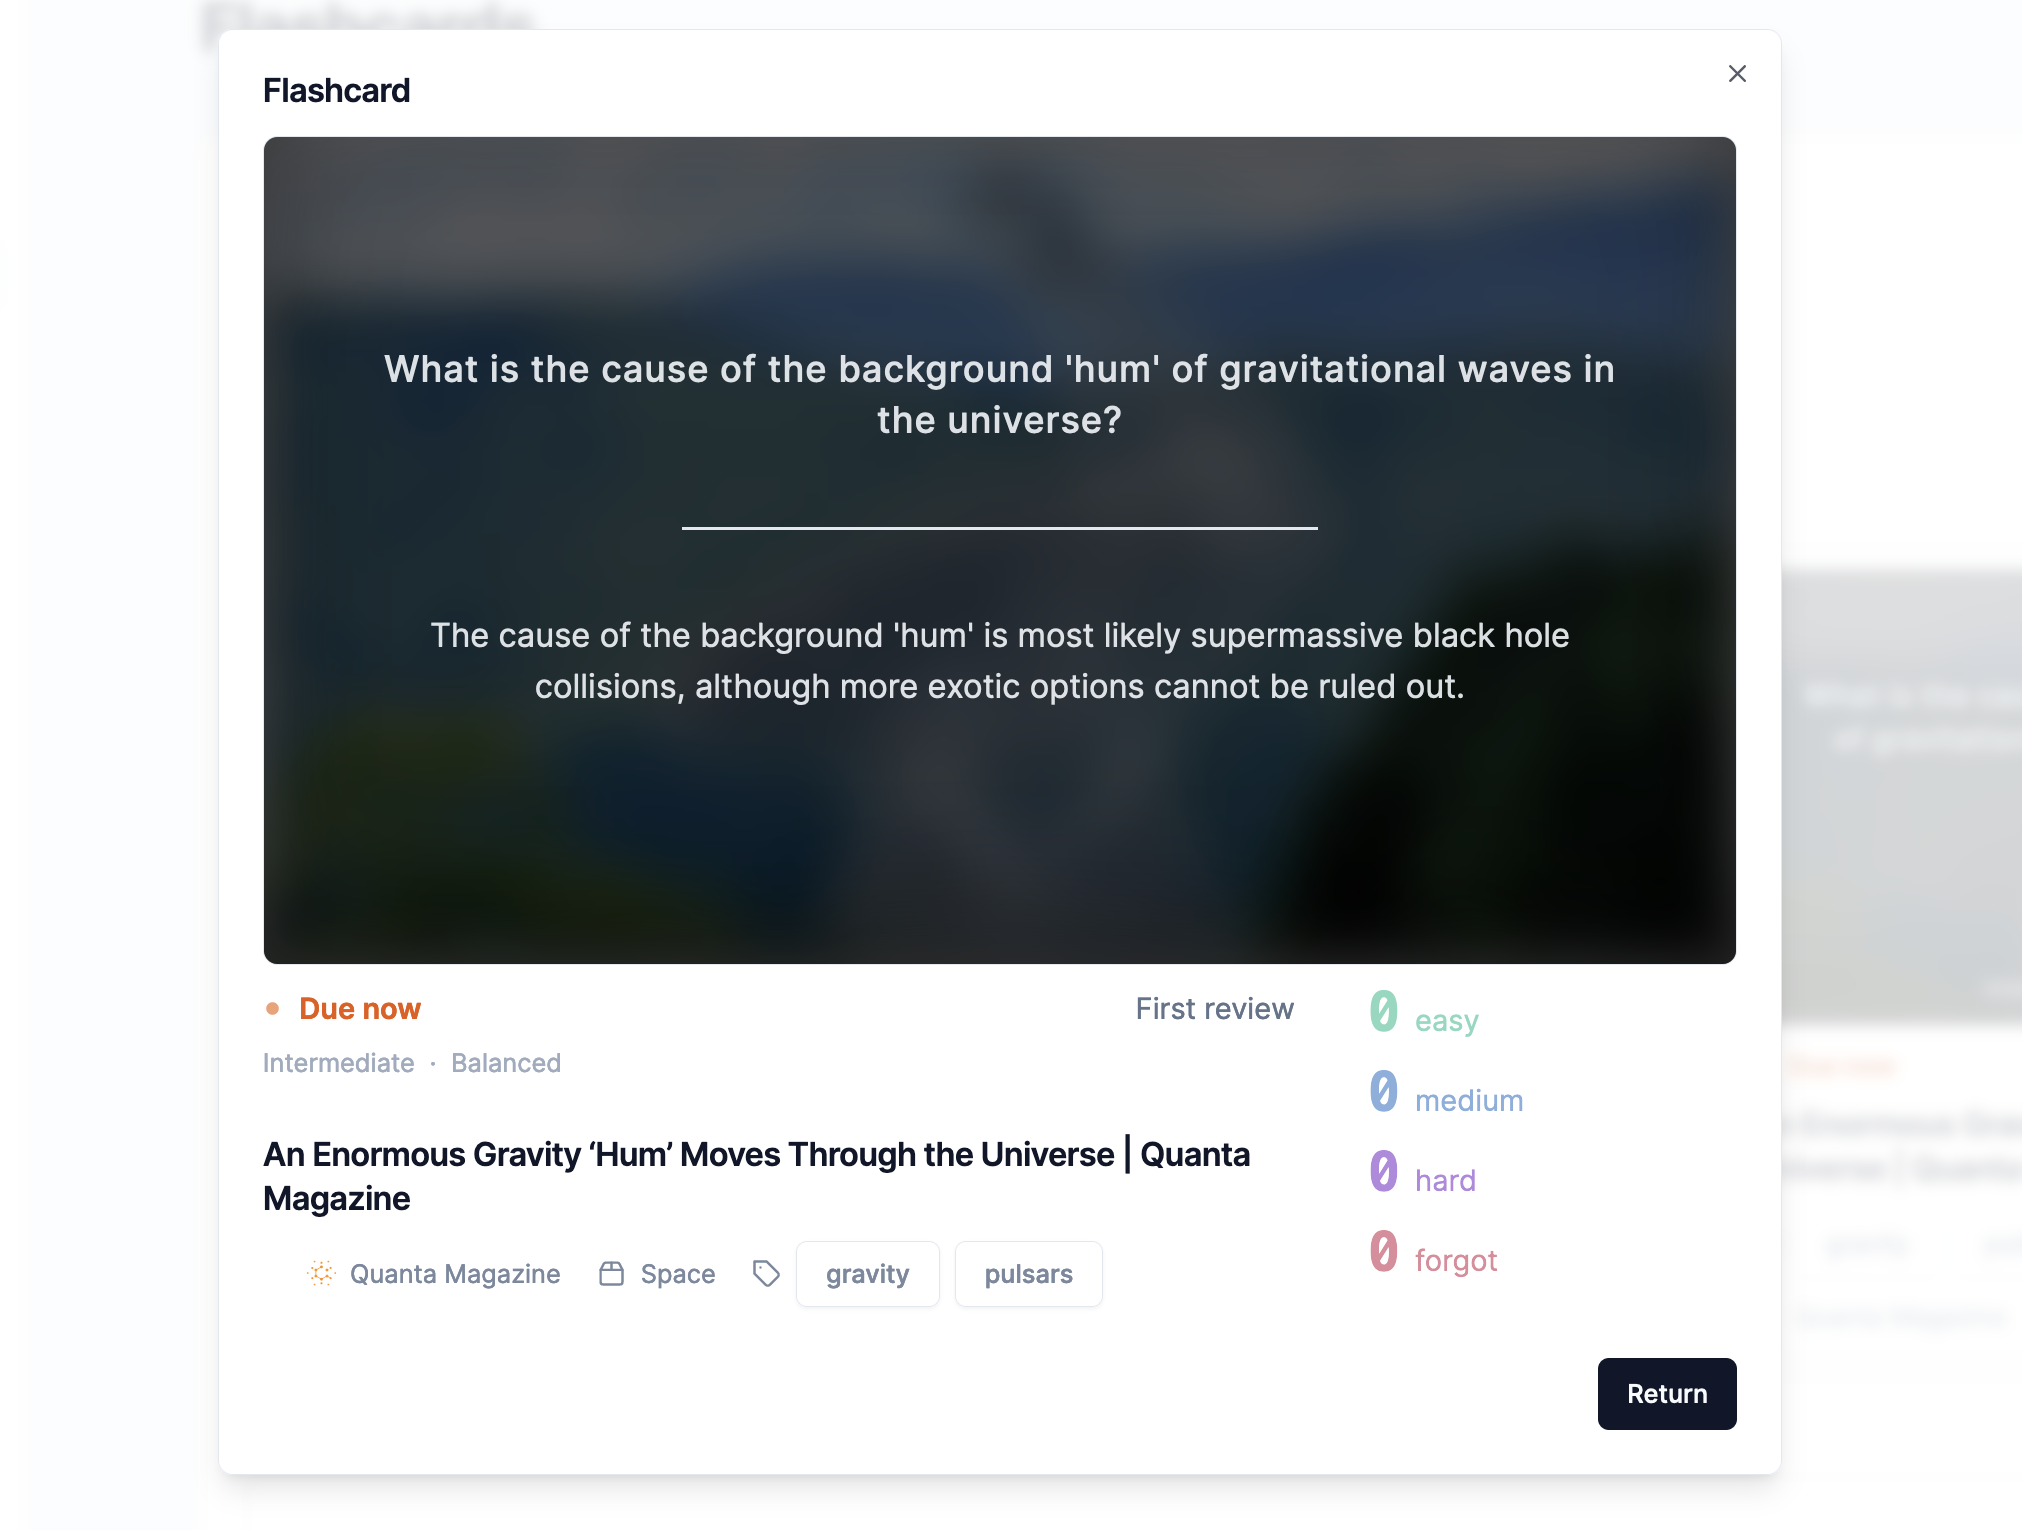 Flashcards
Flashcard
What is the cause of the background 'hum' of gravitational waves in
the universe?
The cause of the background 'hum' is most likely supermassive black hole
collisions, although more exotic options cannot be ruled out.
Due now
First review
Intermediate · Balanced
An Enormous Gravity ‘Hum’ Moves Through the Universe | Quanta
Magazine
Quanta Magazine
Space
gravity
pulsars
0 easy
0 medium
0 hard
0 forgot
Return